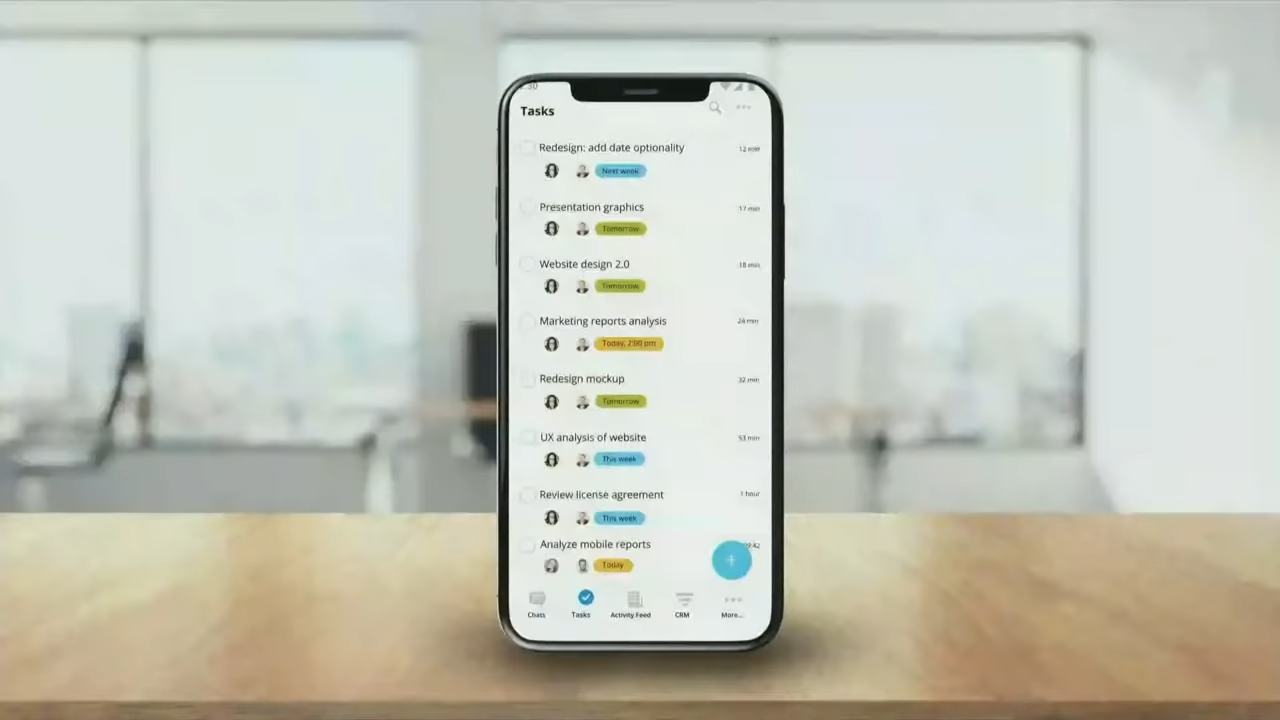 Tasks
Redesign: add date optionality 12 min
Next week
Presentation graphics 17 min
Tomorrow
Website design 2.0 18 min
Tomorrow
Marketing reports analysis 24 min
Today, 2:00 pm
Redesign mockup 32 min
Tomorrow
UX analysis of website 53 min
This week
Review license agreement 1 hour
This week
Analyze mobile reports
Today
Chats Tasks Activity Feed CRM More...